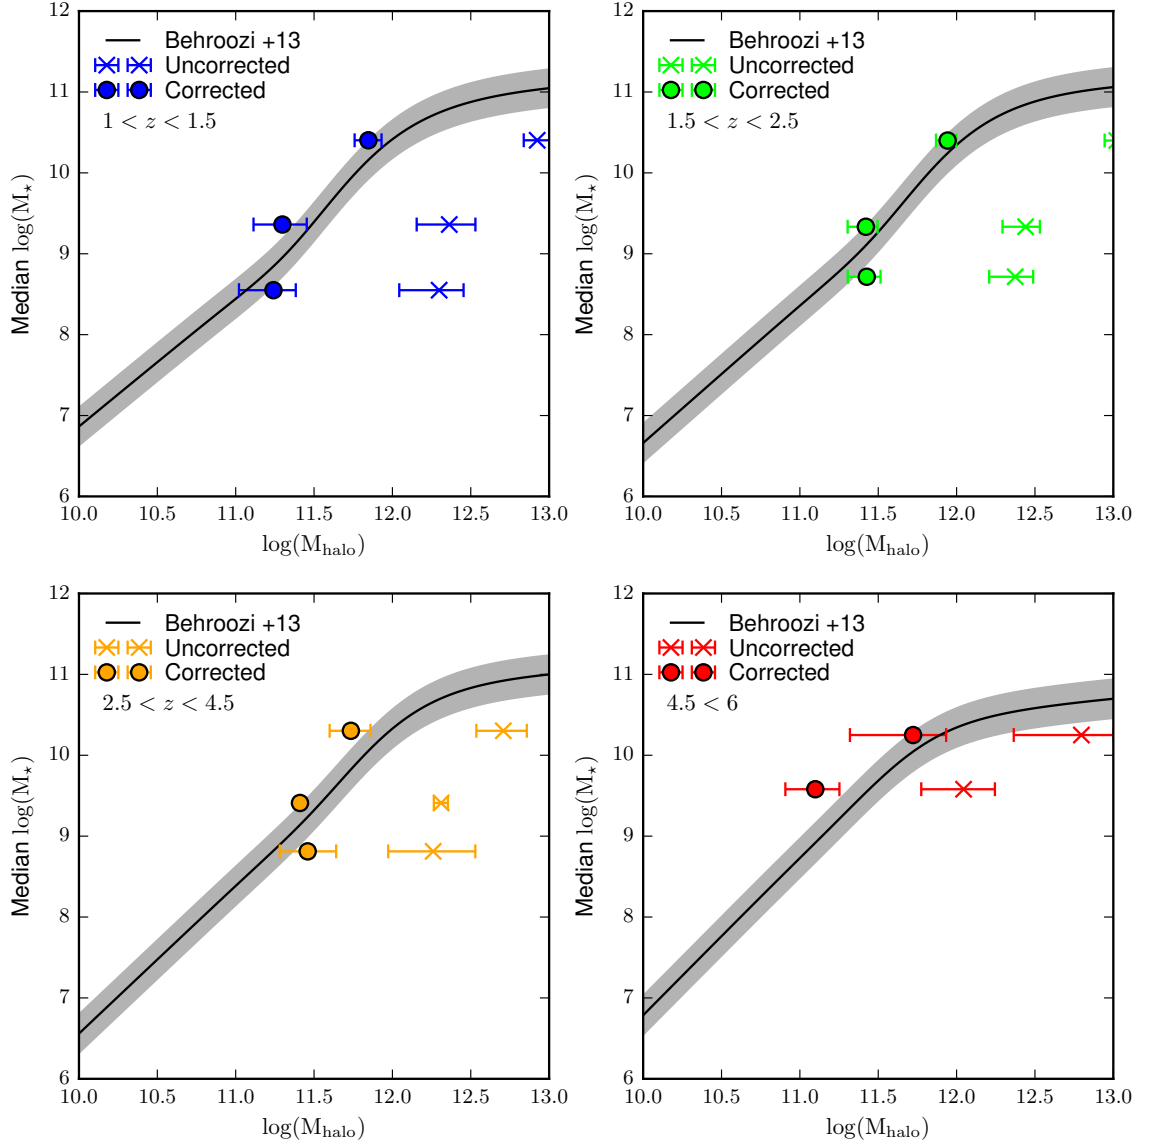 12
11
10
9
8
7
6
Median log(M⋆)
Behroozi +13
Uncorrected
Corrected
1 < z < 1.5
10.0 10.5 11.0 11.5 12.0 12.5 13.0
log(Mhalo)
12
11
10
9
8
7
6
Median log(M⋆)
Behroozi +13
Uncorrected
Corrected
1.5 < z < 2.5
10.0 10.5 11.0 11.5 12.0 12.5 13.0
log(Mhalo)
12
11
10
9
8
7
6
Median log(M⋆)
Behroozi +13
Uncorrected
Corrected
2.5 < z < 4.5
10.0 10.5 11.0 11.5 12.0 12.5 13.0
log(Mhalo)
12
11
10
9
8
7
6
Median log(M⋆)
Behroozi +13
Uncorrected
Corrected
4.5 < 6
10.0 10.5 11.0 11.5 12.0 12.5 13.0
log(Mhalo)